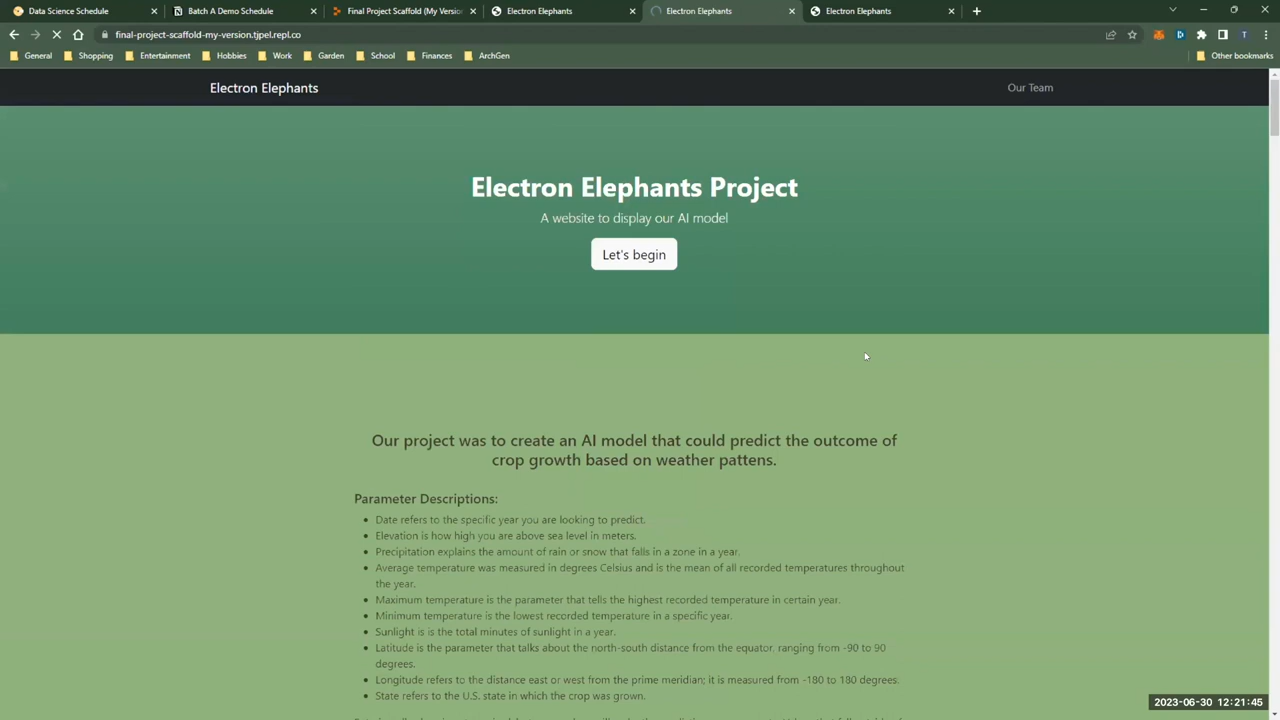 Data Science Schedule
Batch A Demo Schedule
Final Project Scaffold (My Version
Electron Elephants
Electron Elephants
Electron Elephants
final-project-scaffold-my-version.tjpel.repl.co
T
General
Shopping
Entertainment
Hobbies
Work
Garden
School
Finances
ArchGen
Other bookmarks
Electron Elephants
Our Team
Electron Elephants Project
A website to display our AI model
Let's begin
Our project was to create an AI model that could predict the outcome of
crop growth based on weather pattens.
Parameter Descriptions:
• Date refers to the specific year you are looking to predict.
• Elevation is how high you are above sea level in meters.
• Precipitation explains the amount of rain or snow that falls in a zone in a year.
• Average temperature was measured in degrees Celsius and is the mean of all recorded temperatures throughout
the year.
• Maximum temperature is the parameter that tells the highest recorded temperature in certain year.
• Minimum temperature is the lowest recorded temperature in a specific year.
• Sunlight is is the total minutes of sunlight in a year.
• Latitude is the parameter that talks about the north-south distance from the equator. ranging from -90 to 90
degrees.
• Longitude refers to the distance east or west from the prime meridian; it is measured from -180 to 180 degrees.
• State refers to the U.S. state in which the crop was grown.
2023-06-30 12:21:45